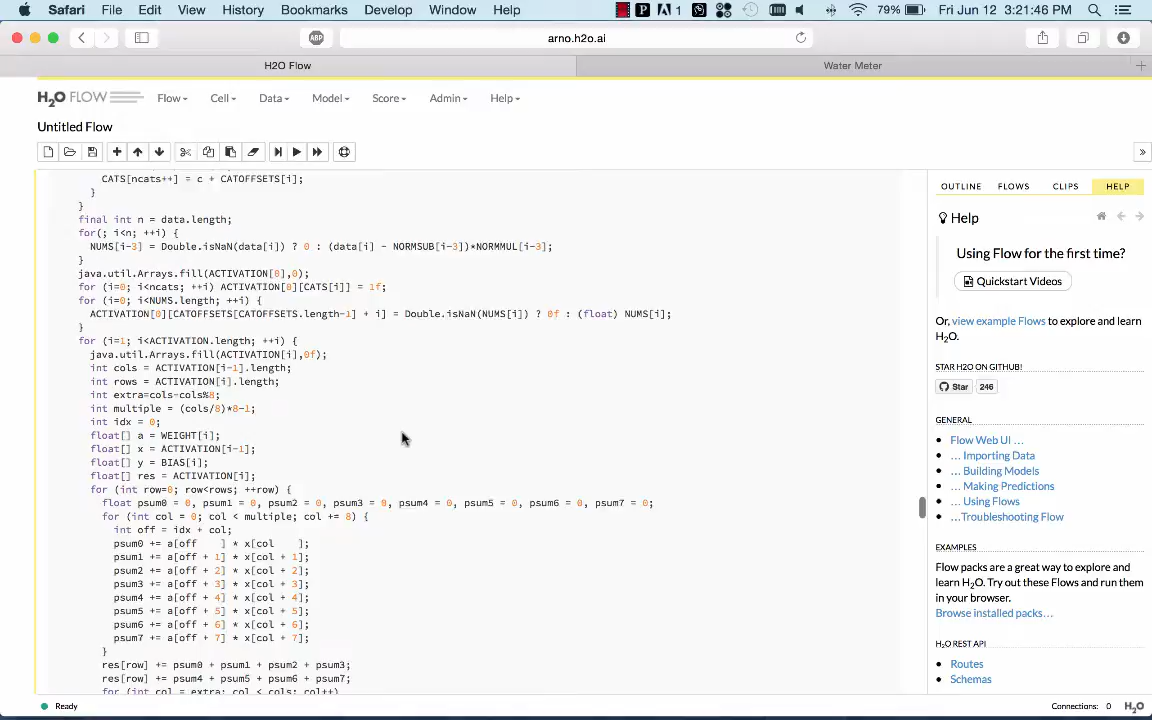 Safari File Edit View History Bookmarks Develop Window Help 1 79% Fri Jun 12 3:21:46 PM
ABP arno.h2o.ai
H2O Flow Water Meter
H2O FLOW Flow Cell Data Model Score Admin Help
Untitled Flow
CATS[ncats++] = c + CATOFFSETS[i];
}
}
final int n = data.length;
for(; i<n; ++i) {
NUMS[i-3] = Double.isNaN(data[i]) ? 0 : (data[i] - NORMSUB[i-3])*NORMMUL[i-3];
}
java.util.Arrays.fill(ACTIVATION[0],0);
for (i=0; i<ncats; ++i) ACTIVATION[0][CATS[i]] = 1f;
for (i=0; i<NUMS.length; ++i) {
ACTIVATION[0][CATOFFSETS[CATOFFSETS.length-1] + i] = Double.isNaN(NUMS[i]) ? 0f : (float) NUMS[i];
}
for (i=1; i<ACTIVATION.length; ++i) {
java.util.Arrays.fill(ACTIVATION[i],0f);
int cols = ACTIVATION[i-1].length;
int rows = ACTIVATION[i].length;
int extra=cols-cols%8;
int multiple = (cols/8)*8-1;
int idx = 0;
float[] a = WEIGHT[i];
float[] x = ACTIVATION[i-1];
float[] y = BIAS[i];
float[] res = ACTIVATION[i];
for (int row=0; row<rows; ++row) {
float psum0 = 0, psum1 = 0, psum2 = 0, psum3 = 0, psum4 = 0, psum5 = 0, psum6 = 0, psum7 = 0;
for (int col = 0; col < multiple; col += 8) {
int off = idx + col;
psum0 += a[off    ] * x[col    ];
psum1 += a[off + 1] * x[col + 1];
psum2 += a[off + 2] * x[col + 2];
psum3 += a[off + 3] * x[col + 3];
psum4 += a[off + 4] * x[col + 4];
psum5 += a[off + 5] * x[col + 5];
psum6 += a[off + 6] * x[col + 6];
psum7 += a[off + 7] * x[col + 7];
}
res[row] += psum0 + psum1 + psum2 + psum3;
res[row] += psum4 + psum5 + psum6 + psum7;
for (int col = extra; col < cols; col++)
OUTLINE FLOWS CLIPS HELP
Help
Using Flow for the first time?
Quickstart Videos
Or, view example Flows to explore and learn
H2O.
STAR H2O ON GITHUB!
Star 246
GENERAL
Flow Web UI ...
... Importing Data
... Building Models
... Making Predictions
... Using Flows
...Troubleshooting Flow
EXAMPLES
Flow packs are a great way to explore and
learn H2O. Try out these Flows and run them
in your browser.
Browse installed packs...
H2O REST API
Routes
Schemas
Ready Connections: 0 H2O